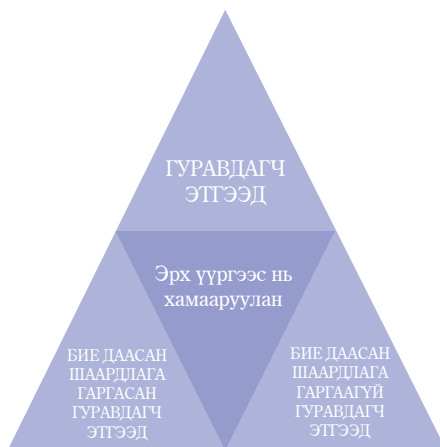 ГУРАВДАГЧ
ЭТГЭЭД
Эрх үүргээс нь
хамааруулан
БИЕ ДААСАН
ШААРДЛАГА
ГАРГАСАН
ГУРАВДАГЧ
ЭТГЭЭД
БИЕ ДААСАН
ШААРДЛАГА
ГАРГААГҮЙ
ГУРАВДАГЧ
ЭТГЭЭД